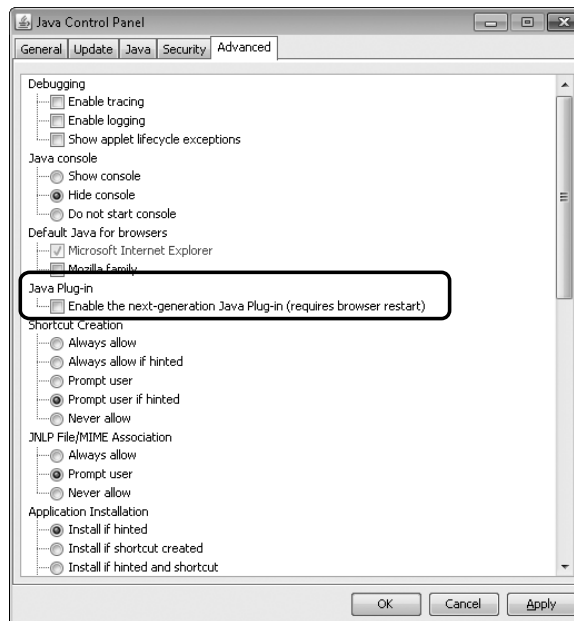 Java Control Panel
General Update Java Security Advanced
Debugging
Enable tracing
Enable logging
Show applet lifecycle exceptions
Java console
Show console
Hide console
Do not start console
Default Java for browsers
Microsoft Internet Explorer
Mozilla family
Java Plug-in
Enable the next-generation Java Plug-in (requires browser restart)
Shortcut Creation
Always allow
Always allow if hinted
Prompt user
Prompt user if hinted
Never allow
JNLP File/MIME Association
Always allow
Prompt user
Never allow
Application Installation
Install if hinted
Install if shortcut created
Install if hinted and shortcut
OK Cancel Apply